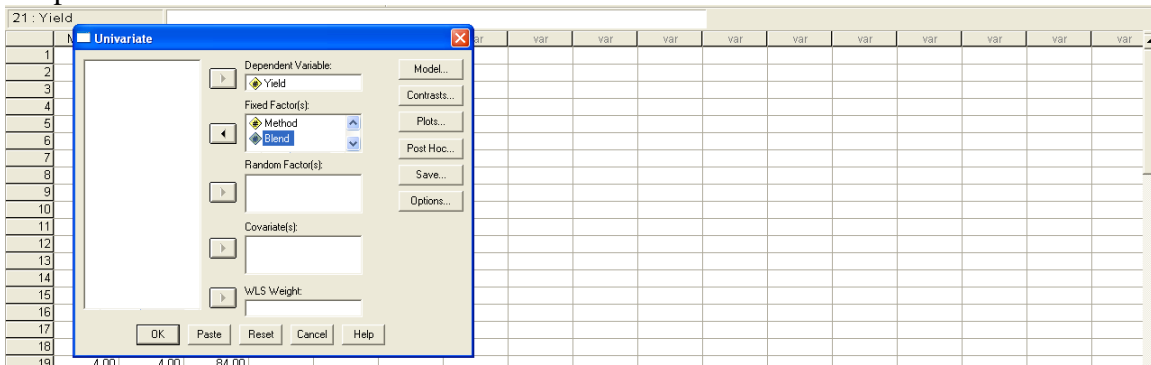 21 : Yield
Univariate
ar var var var var var var var var var var
1
2
3
4
5
6
7
8
9
10
11
12
13
14
15
16
17
18
19 4.00 4.00 84.00
Dependent Variable:
Yield
Fixed Factor(s):
Method
Blend
Random Factor(s):
Covariate(s):
WLS Weight:
Model...
Contrasts...
Plots...
Post Hoc...
Save...
Options...
OK Paste Reset Cancel Help